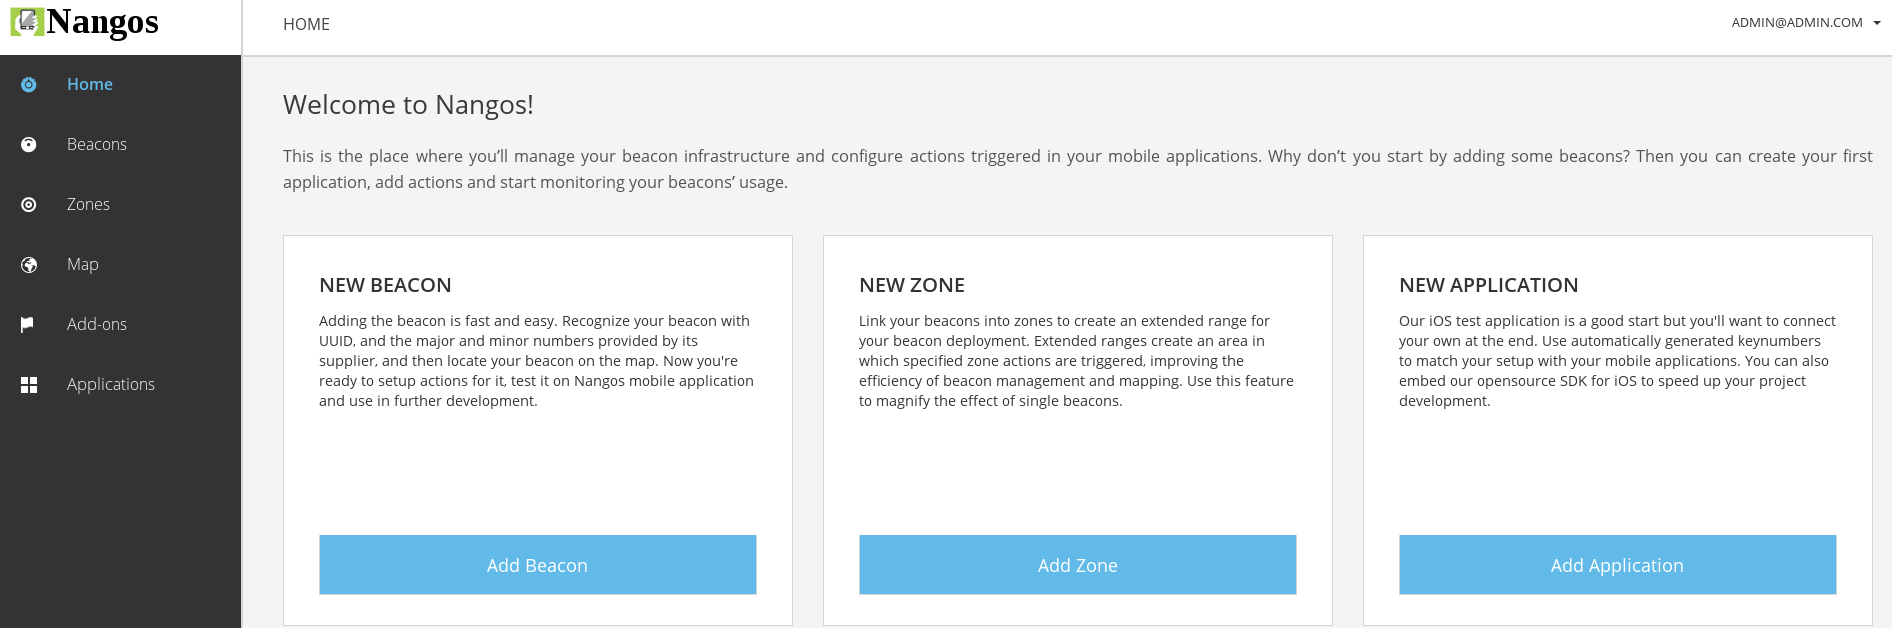 Nangos
HOME
ADMIN@ADMIN.COM
Home
Beacons
Zones
Map
Add-ons
Applications
Welcome to Nangos!
This is the place where you’ll manage your beacon infrastructure and configure actions triggered in your mobile applications. Why don’t you start by adding some beacons? Then you can create your first
application, add actions and start monitoring your beacons’ usage.
NEW BEACON
Adding the beacon is fast and easy. Recognize your beacon with
UUID, and the major and minor numbers provided by its
supplier, and then locate your beacon on the map. Now you're
ready to setup actions for it, test it on Nangos mobile application
and use in further development.
Add Beacon
NEW ZONE
Link your beacons into zones to create an extended range for
your beacon deployment. Extended ranges create an area in
which specified zone actions are triggered, improving the
efficiency of beacon management and mapping. Use this feature
to magnify the effect of single beacons.
Add Zone
NEW APPLICATION
Our iOS test application is a good start but you'll want to connect
your own at the end. Use automatically generated keynumbers
to match your setup with your mobile applications. You can also
embed our opensource SDK for iOS to speed up your project
development.
Add Application